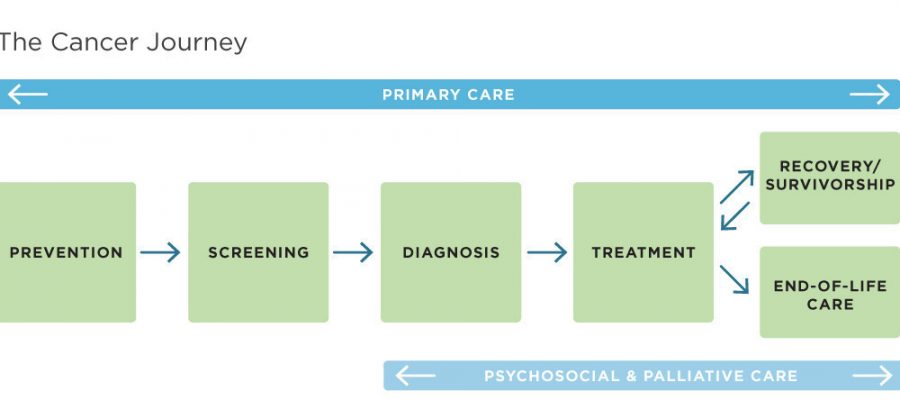 The Cancer Journey
PRIMARY CARE
PREVENTION
SCREENING
DIAGNOSIS
TREATMENT
RECOVERY/
SURVIVORSHIP
END-OF-LIFE
CARE
PSYCHOSOCIAL & PALLIATIVE CARE